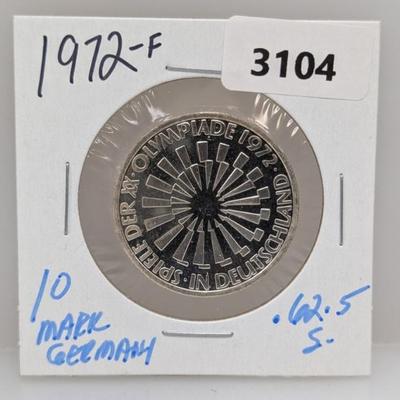 1972-F
3104
SPIELE DER XX. OLYMPIADE 1972 · IN DEUTSCHLAND ·
10
MARK
GERMANY
.62.5
S.